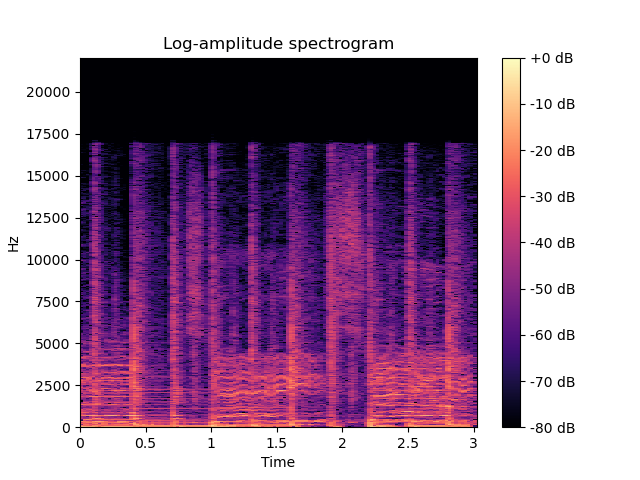 Log-amplitude spectrogram
Hz
20000
17500
15000
12500
10000
7500
5000
2500
0
0 0.5 1 1.5 2 2.5 3
Time
+0 dB
-10 dB
-20 dB
-30 dB
-40 dB
-50 dB
-60 dB
-70 dB
-80 dB